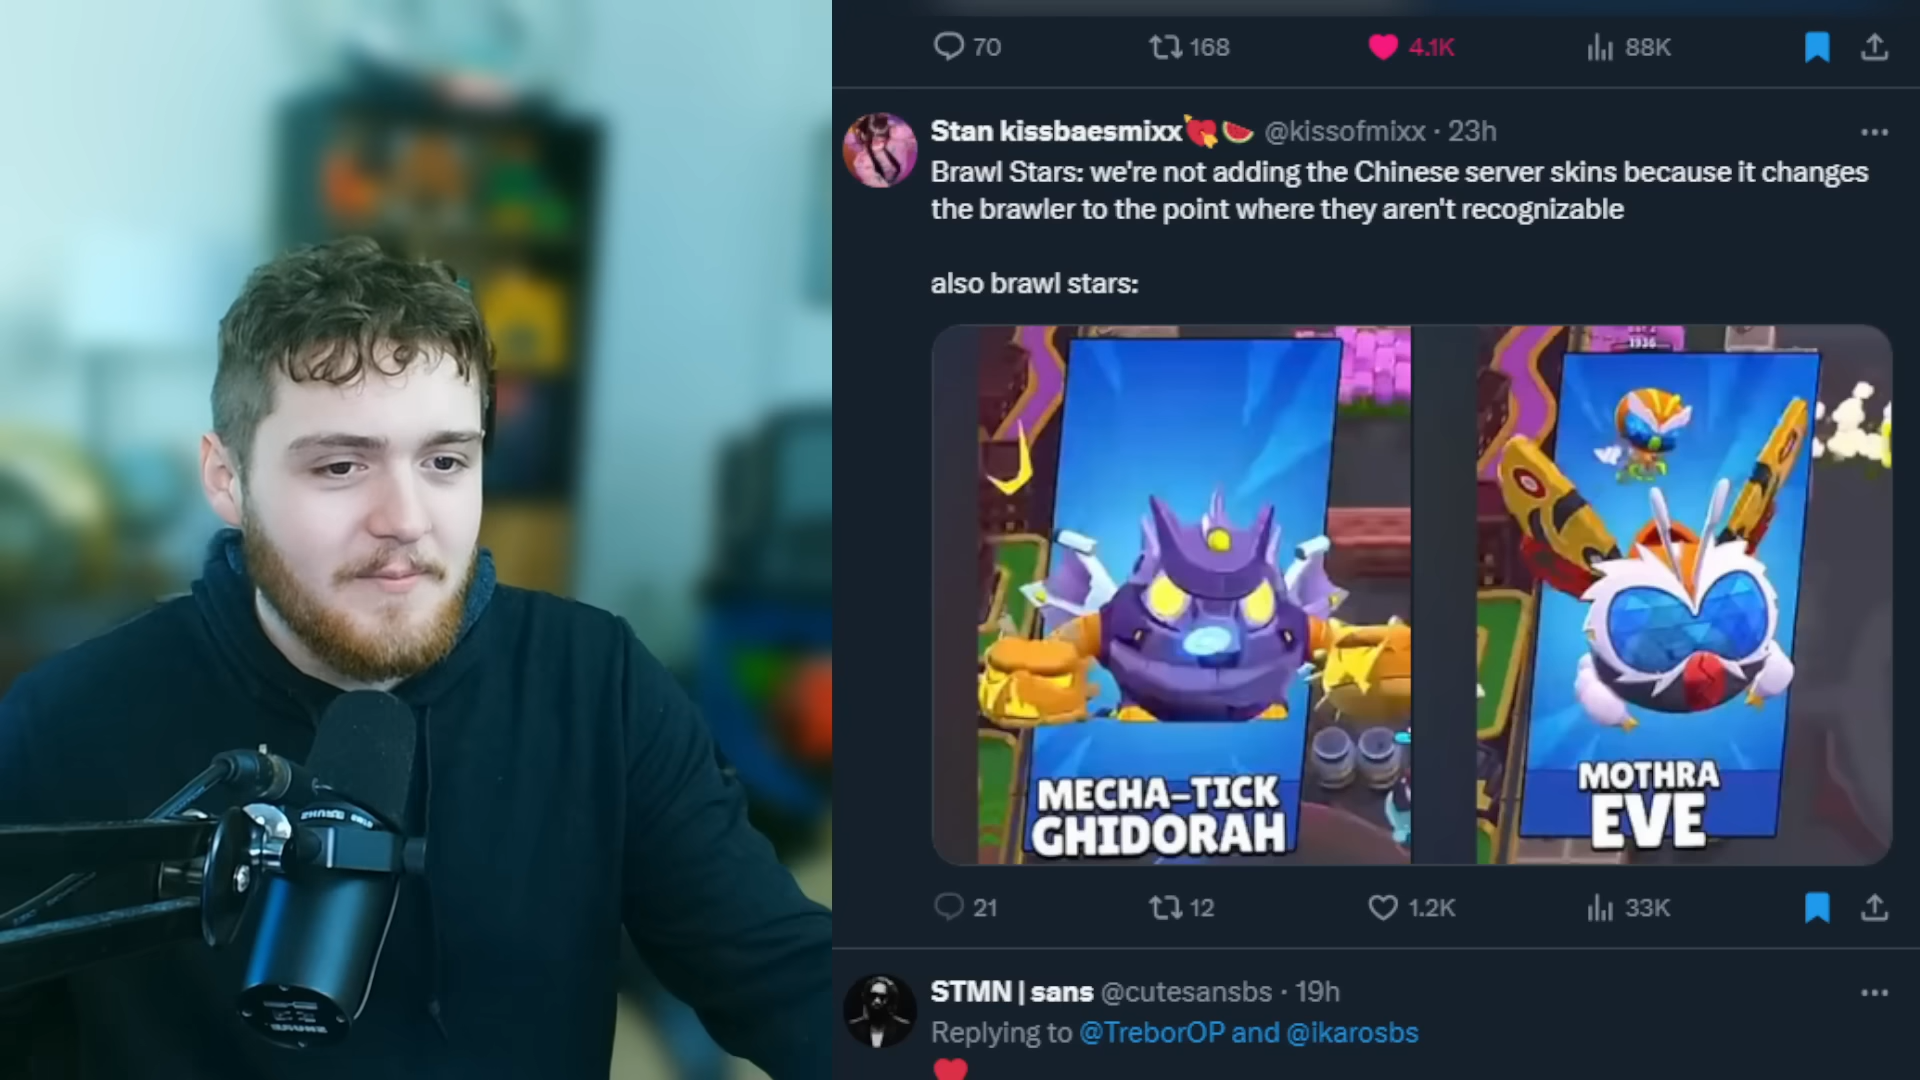 70 168 4.1K 88K
Stan kissbaesmixx💘🍉 @kissofmixx · 23h
Brawl Stars: we're not adding the Chinese server skins because it changes
the brawler to the point where they aren't recognizable
also brawl stars:
1936
MECHA-TICK
GHIDORAH
MOTHRA
EVE
21 12 1.2K 33K
STMN | sans @cutesansbs · 19h
Replying to @TreborOP and @ikarosbs
❤️